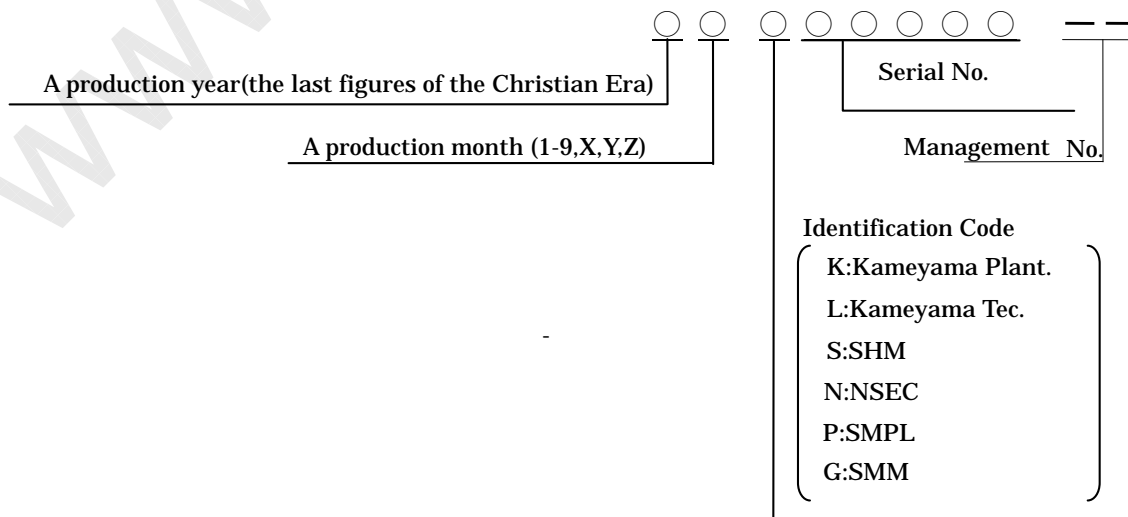 ○ ○ ○ ○ ○ ○ ○ ○ — —
A production year(the last figures of the Christian Era)
Serial No.
A production month (1-9,X,Y,Z)
Management No.
Identification Code
K:Kameyama Plant.
L:Kameyama Tec.
S:SHM
-
N:NSEC
P:SMPL
G:SMM
www